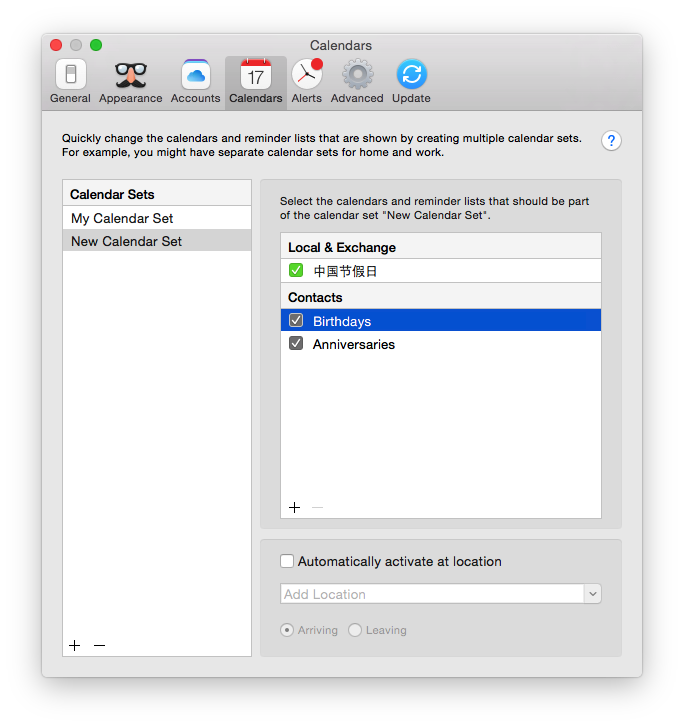 Calendars
General Appearance Accounts 17 Calendars Alerts Advanced Update
Quickly change the calendars and reminder lists that are shown by creating multiple calendar sets.
For example, you might have separate calendar sets for home and work.
?
Calendar Sets
My Calendar Set
New Calendar Set
Select the calendars and reminder lists that should be part
of the calendar set "New Calendar Set".
Local & Exchange
中国节假日
Contacts
Birthdays
Anniversaries
Automatically activate at location
Add Location
Arriving Leaving